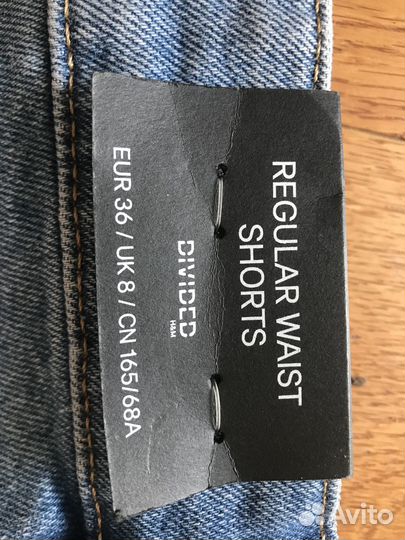 REGULAR WAIST
SHORTS
DIVIDED
H&M
EUR 36 / UK 8 / CN 165/68A
Avito